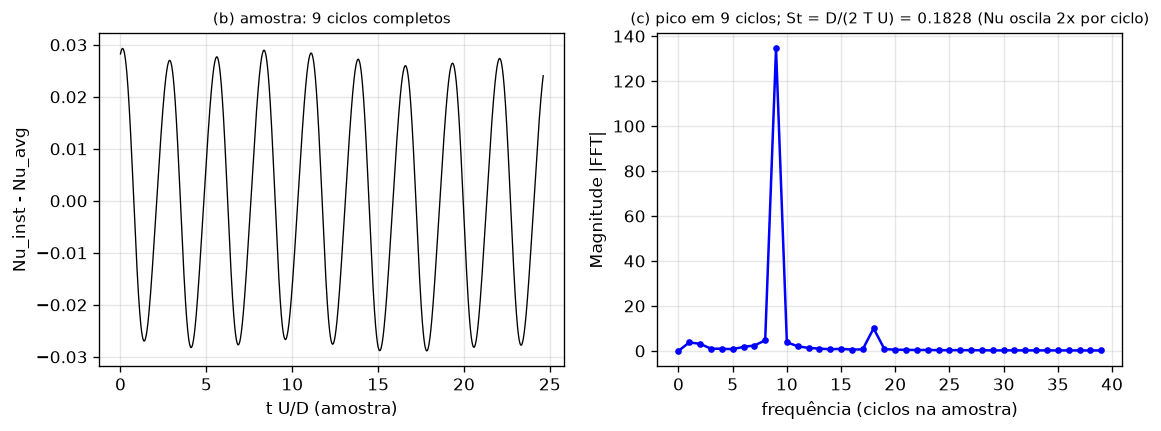 (b) amostra: 9 ciclos completos
0.03
0.02
0.01
0.00
−0.01
−0.02
−0.03
Nu_inst - Nu_avg
0 5 10 15 20 25
t U/D (amostra)
(c) pico em 9 ciclos; St = D/(2 T U) = 0.1828 (Nu oscila 2x por ciclo)
140
120
100
80
60
40
20
0
Magnitude |FFT|
0 5 10 15 20 25 30 35 40
frequência (ciclos na amostra)